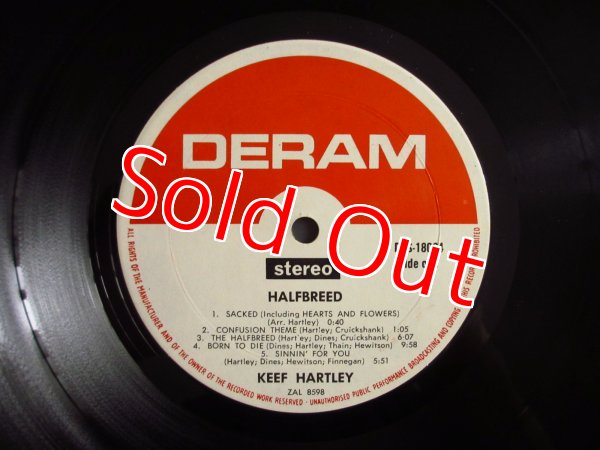 DERAM
Sold Out
stereo
HALFBREED
1. SACKED (Including HEARTS AND FLOWERS)
(Arr. Hartley) 0:40
2. CONFUSION THEME (Hartley; Cruickshank) 1:05
3. THE HALFBREED (Hartley; Dines; Cruickshank) 6:07
4. BORN TO DIE (Dines; Hartley; Thain; Hewitson) 9:58
5. SINNIN' FOR YOU
(Hartley; Dines; Hewitson; Finnegan) 5:51
KEEF HARTLEY
ZAL 8598
ALL RIGHTS OF THE MANUFACTURER AND OF THE OWNER OF THE RECORDED WORK RESERVED · UNAUTHORISED PUBLIC PERFORMANCE BROADCASTING AND COPYING OF THIS RECORD PROHIBITED